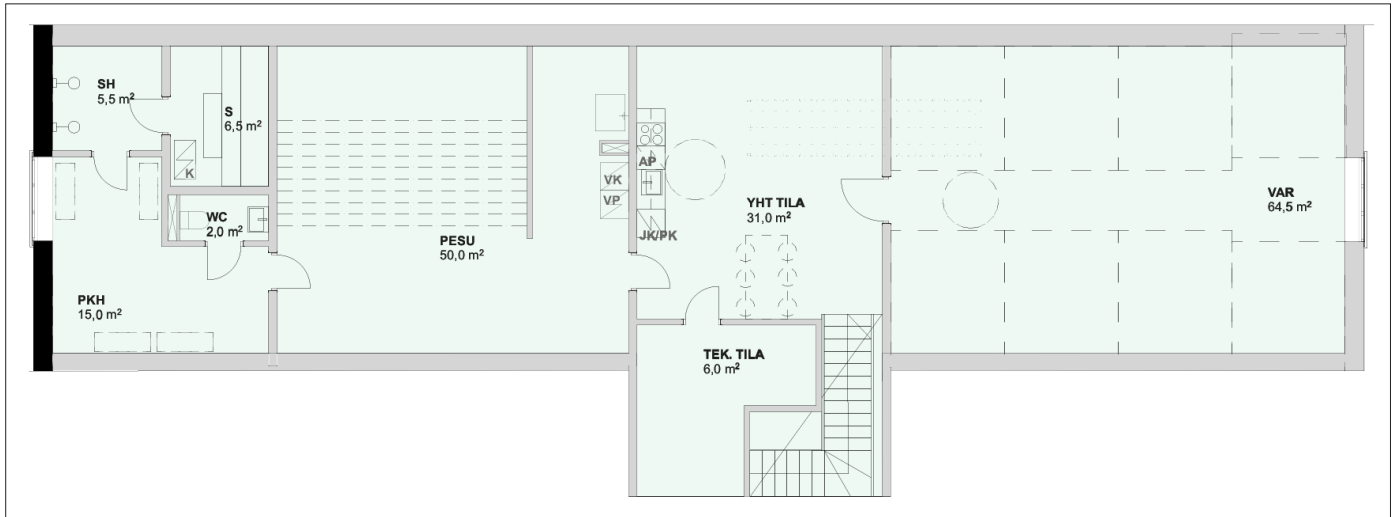 SH
5,5 m²
S
6,5 m²
K
WC
2,0 m²
PKH
15,0 m²
PESU
50,0 m²
VK
VP
AP
JK/PK
YHT TILA
31,0 m²
TEK. TILA
6,0 m²
VAR
64,5 m²